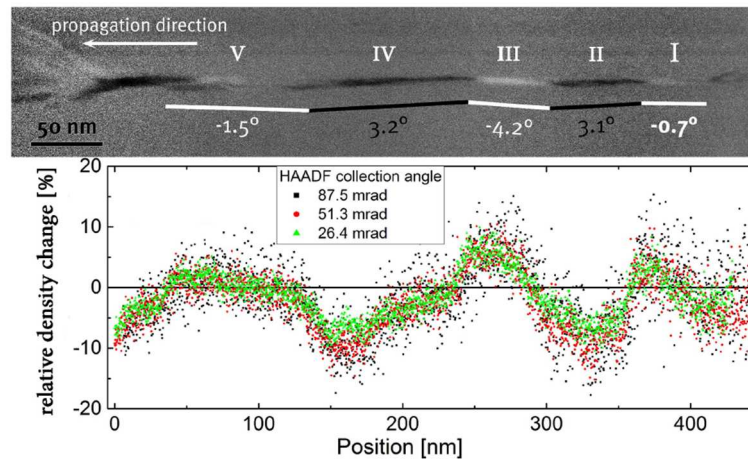 propagation direction
V IV III II I
-1.5° 3.2° -4.2° 3.1° -0.7°
50 nm
relative density change [%]
20
10
0
-10
-20
HAADF collection angle
87.5 mrad
51.3 mrad
26.4 mrad
0 100 200 300 400
Position [nm]